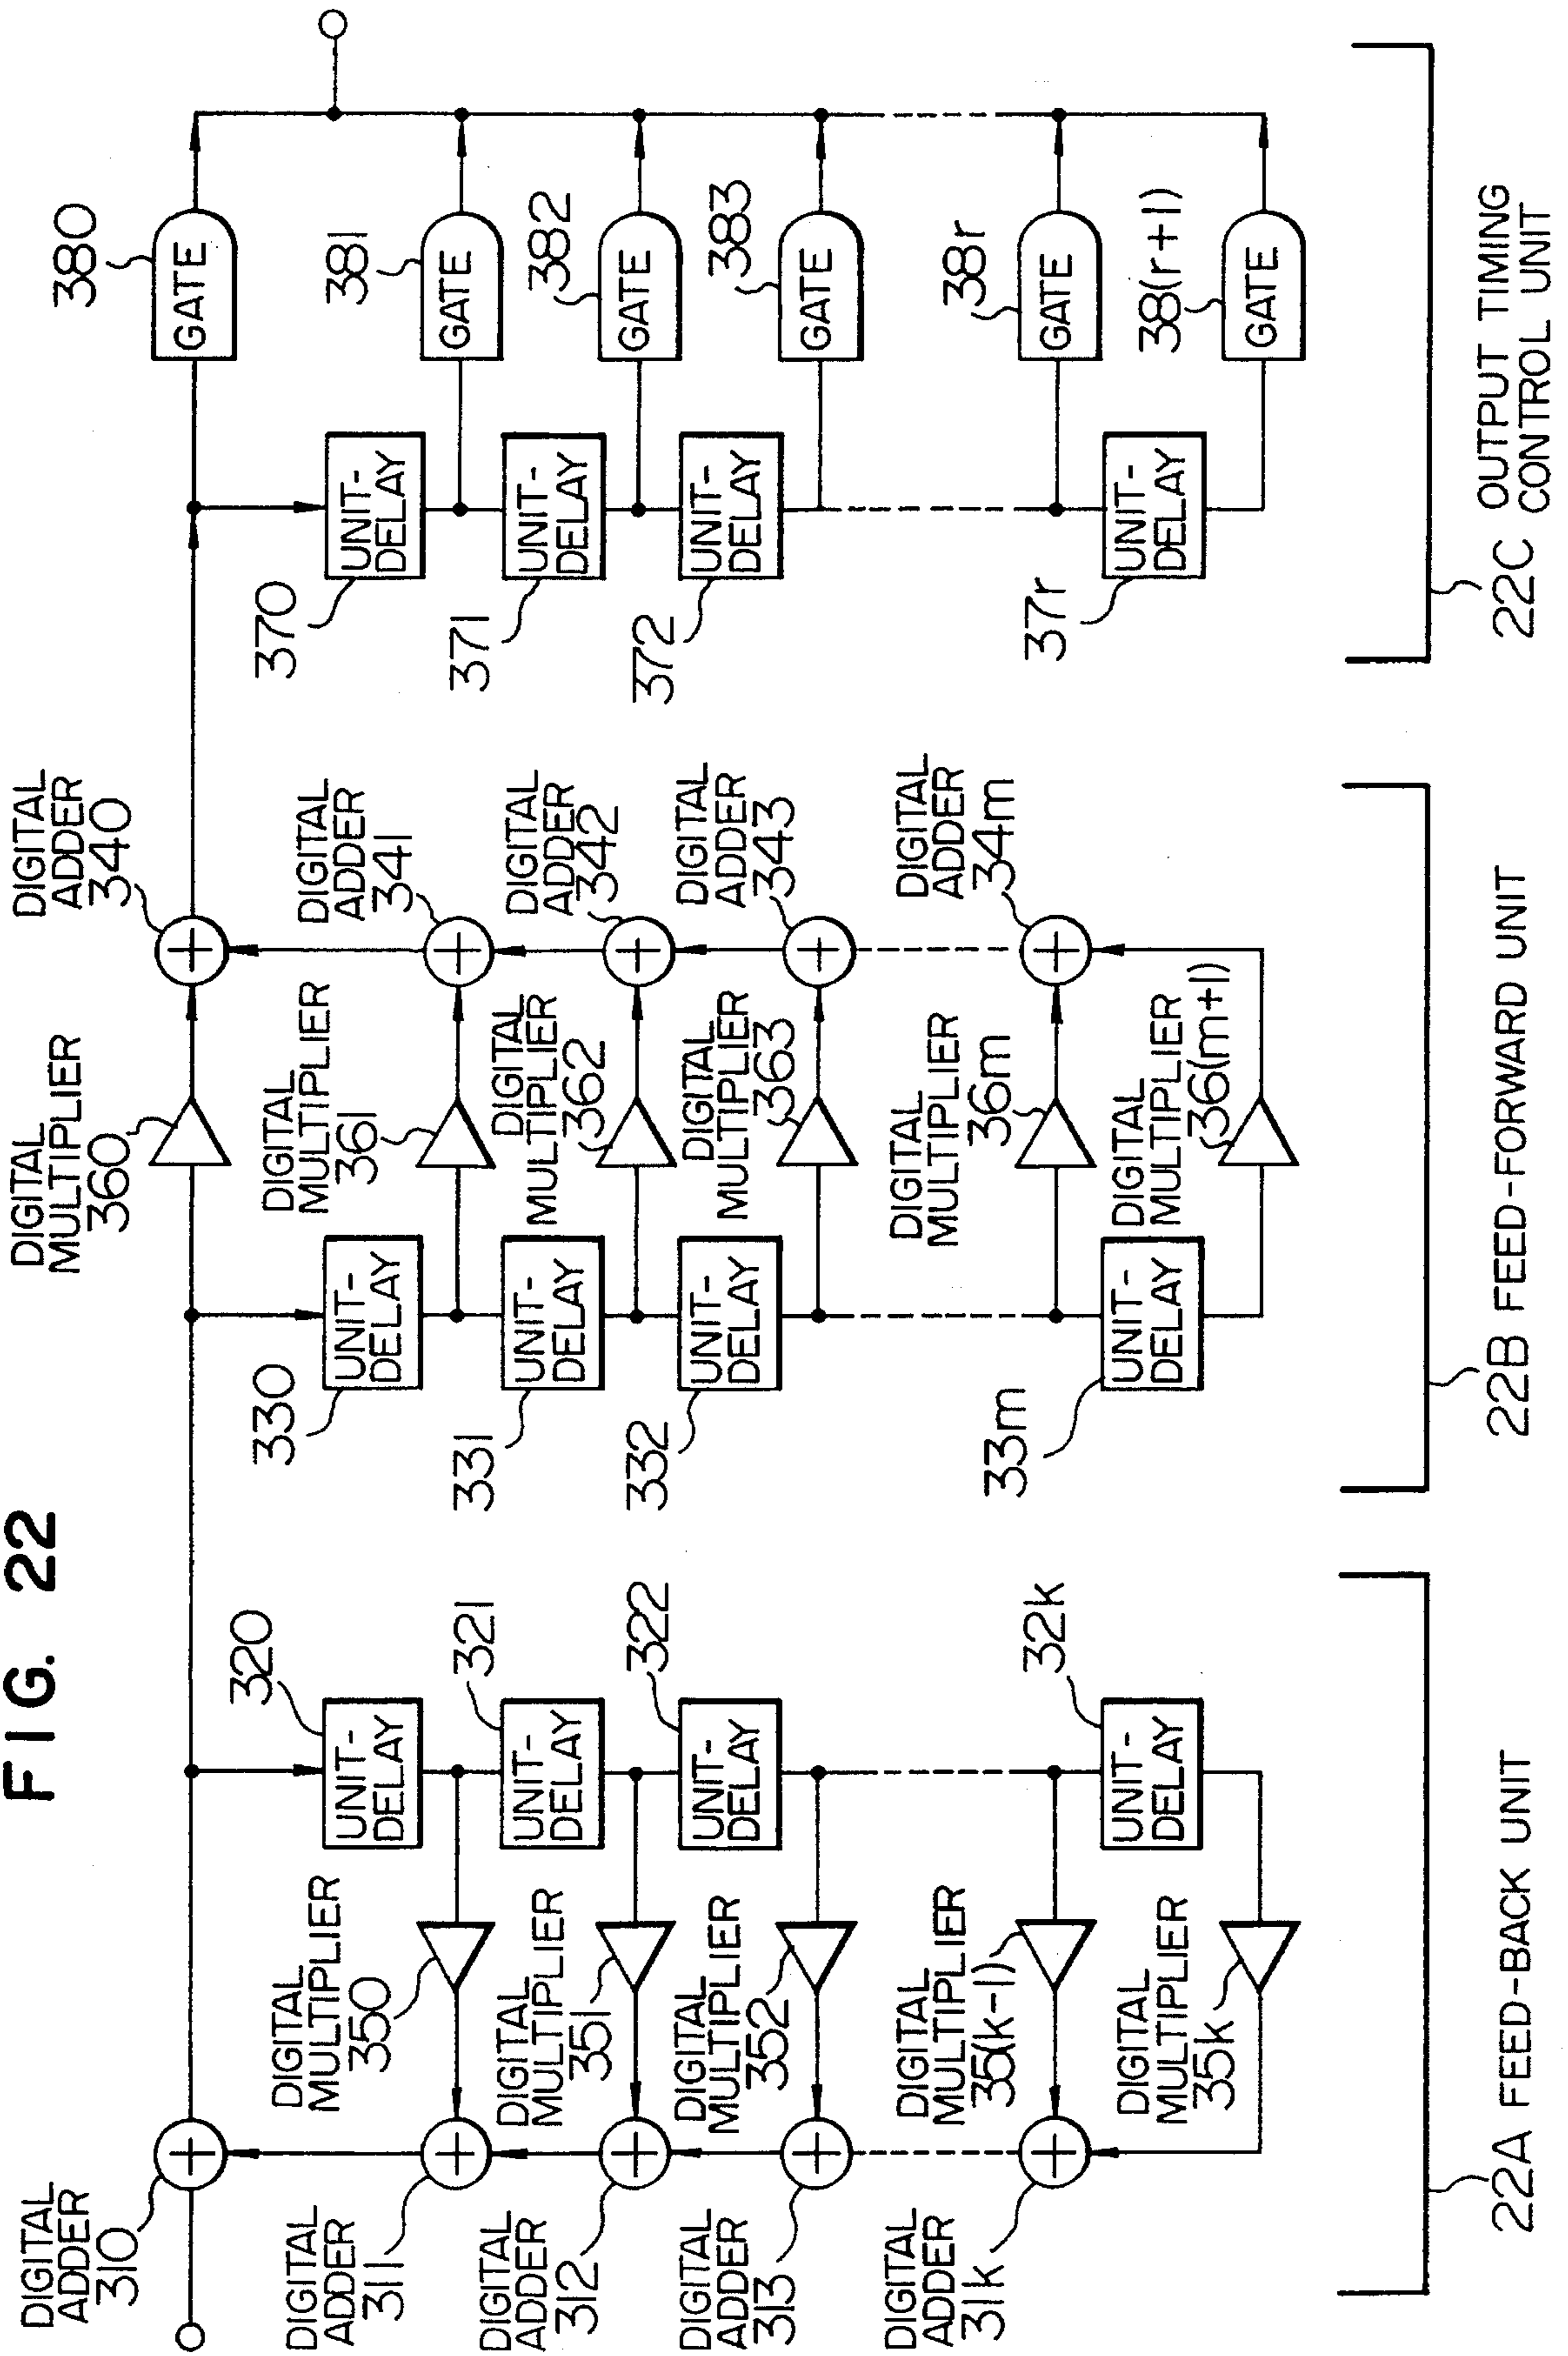 FIG. 22
DIGITAL
ADDER
310
DIGITAL
ADDER
311
DIGITAL
ADDER
312
DIGITAL
ADDER
313
DIGITAL
ADDER
31k
DIGITAL
MULTIPLIER
350
DIGITAL
MULTIPLIER
351
DIGITAL
MULTIPLIER
352
DIGITAL
MULTIPLIER
35(k-1)
DIGITAL
MULTIPLIER
35k
320
UNIT-
DELAY
321
UNIT-
DELAY
322
UNIT-
DELAY
32k
UNIT-
DELAY
22A FEED-BACK UNIT
330
UNIT-
DELAY
331
UNIT-
DELAY
332
UNIT-
DELAY
33m
UNIT-
DELAY
DIGITAL
MULTIPLIER
360
DIGITAL
MULTIPLIER
361
DIGITAL
MULTIPLIER
362
DIGITAL
MULTIPLIER
363
DIGITAL
MULTIPLIER
36m
DIGITAL
MULTIPLIER
36(m+1)
DIGITAL
ADDER
340
DIGITAL
ADDER
341
DIGITAL
ADDER
342
DIGITAL
ADDER
343
DIGITAL
ADDER
34m
22B FEED-FORWARD UNIT
370
UNIT-
DELAY
371
UNIT-
DELAY
372
UNIT-
DELAY
37r
UNIT-
DELAY
380
GATE
381
GATE
382
GATE
383
GATE
38r
GATE
38(r+1)
GATE
22C OUTPUT TIMING
CONTROL UNIT